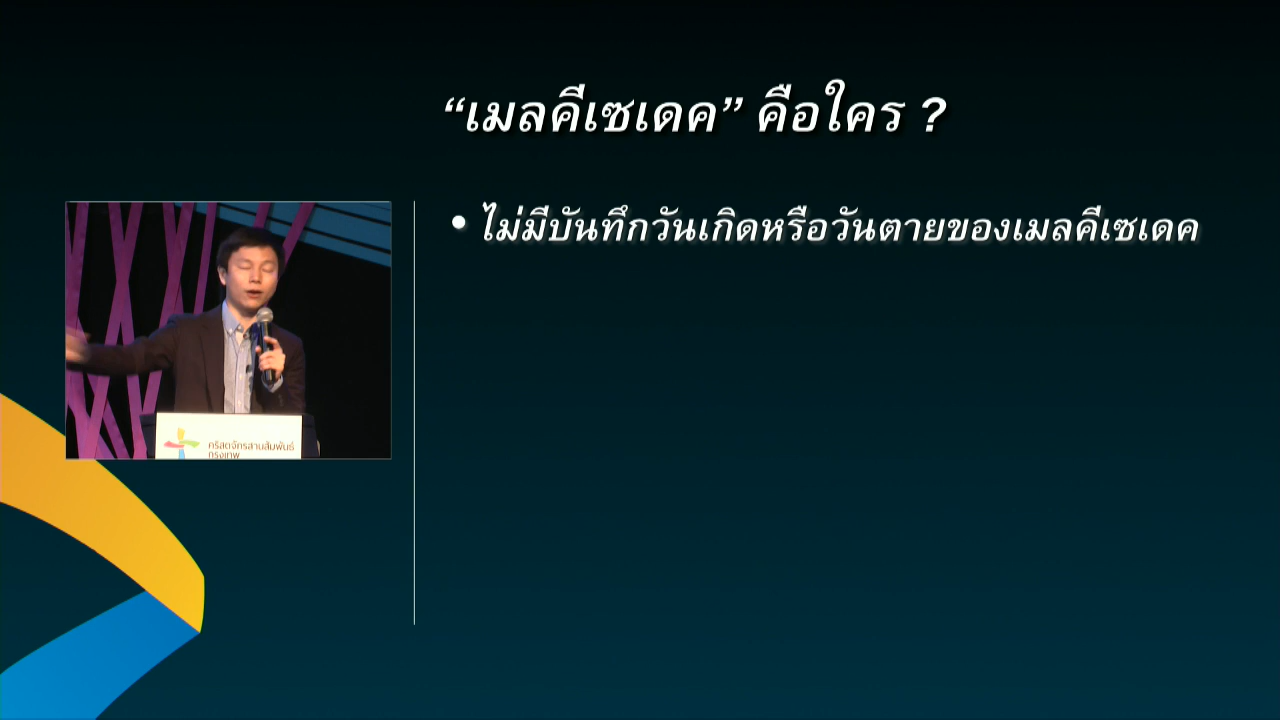 “เมลคีเซเดค” คือใคร ?
• ไม่มีบันทึกวันเกิดหรือวันตายของเมลคีเซเดค
คริสตจักรสานสัมพันธ์
กรุงเทพ